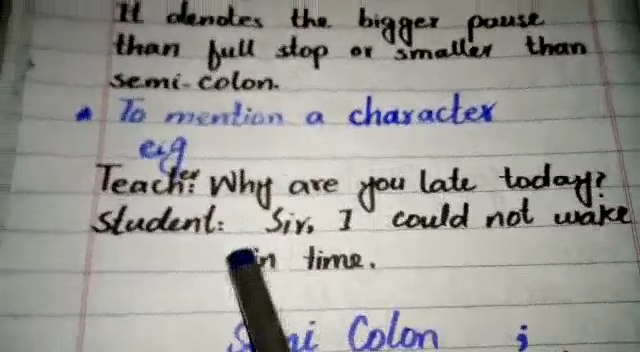 It denotes the bigger pause
than full stop or smaller than
semi-colon.
To mention a character
e.g
Teacher: Why are you late today?
Student: Sir, I could not wake
in time.
Semi Colon ;